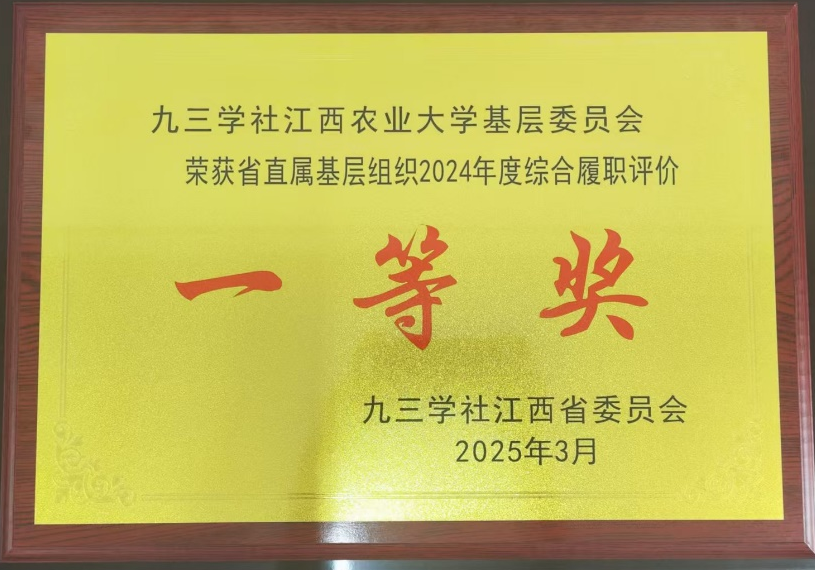 九三学社江西农业大学基层委员会
荣获省直属基层组织2024年度综合履职评价
一等奖
九三学社江西省委员会
2025年3月